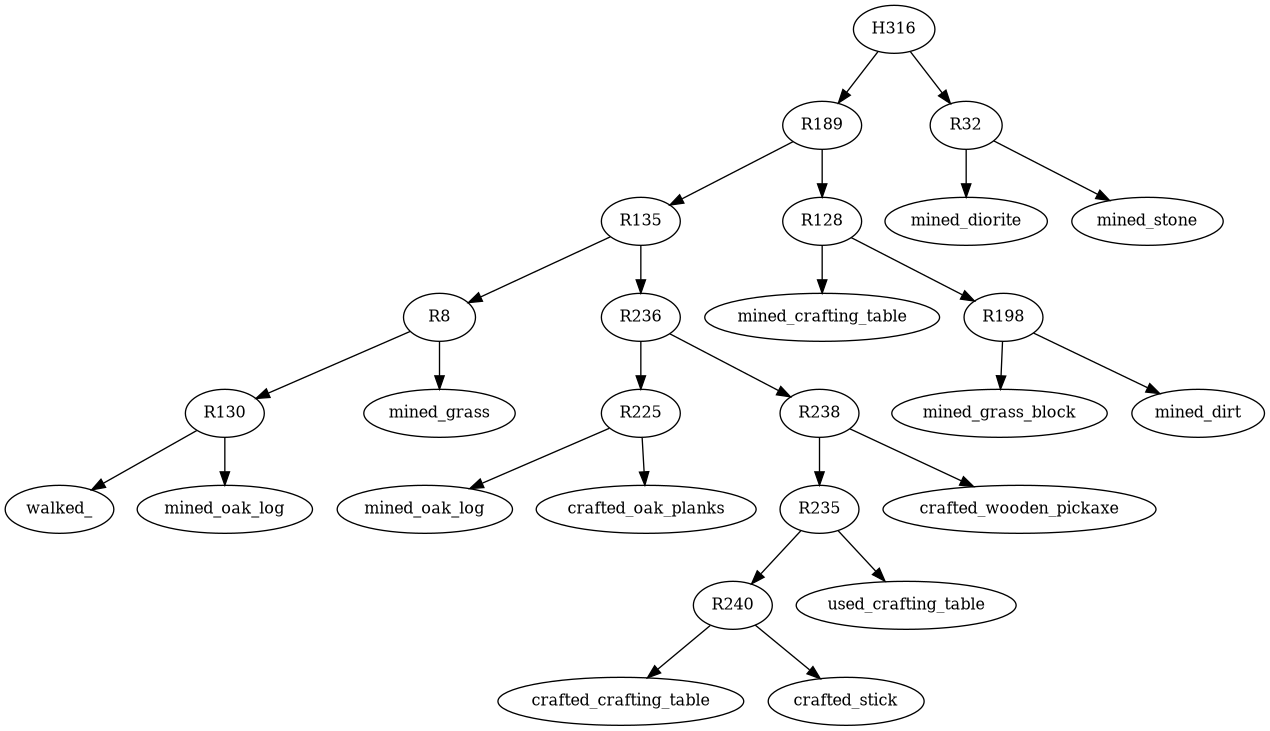 H316
R189
R32
R135
R128
mined_diorite
mined_stone
R8
R236
mined_crafting_table
R198
R130
mined_grass
R225
R238
mined_grass_block
mined_dirt
walked_
mined_oak_log
mined_oak_log
crafted_oak_planks
R235
crafted_wooden_pickaxe
R240
used_crafting_table
crafted_crafting_table
crafted_stick